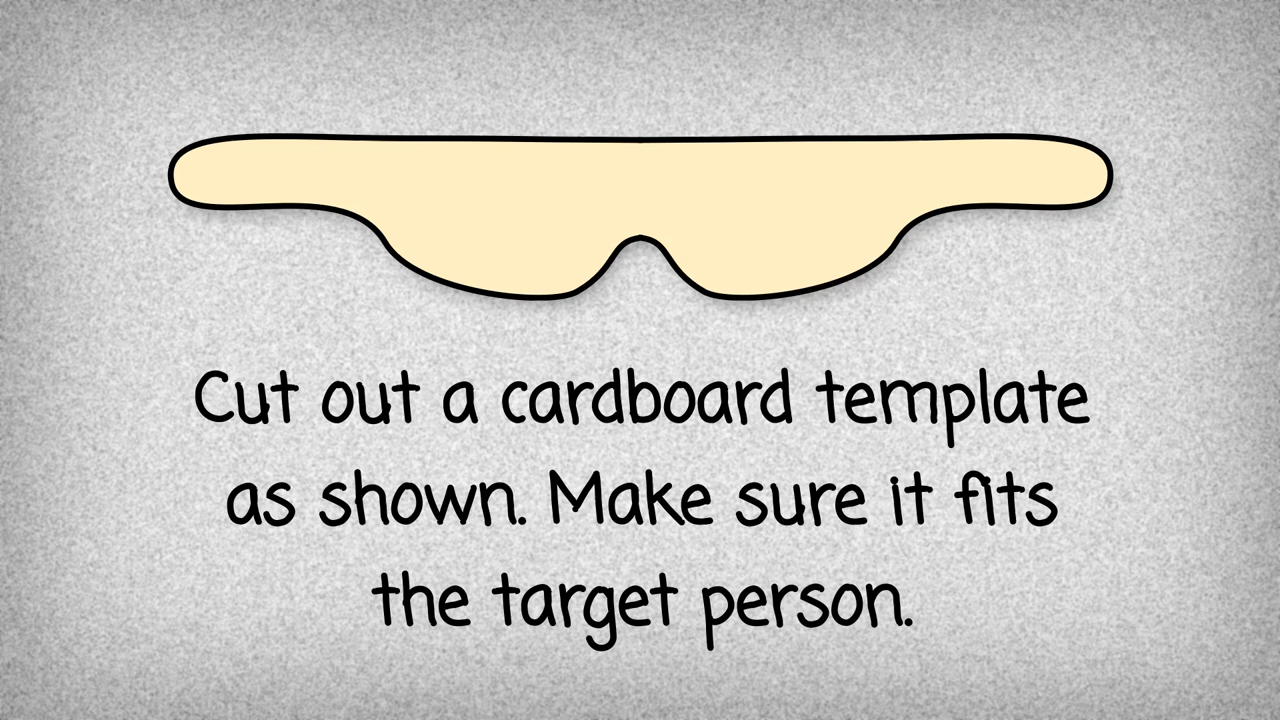 Cut out a cardboard template
as shown. Make sure it fits
the target person.